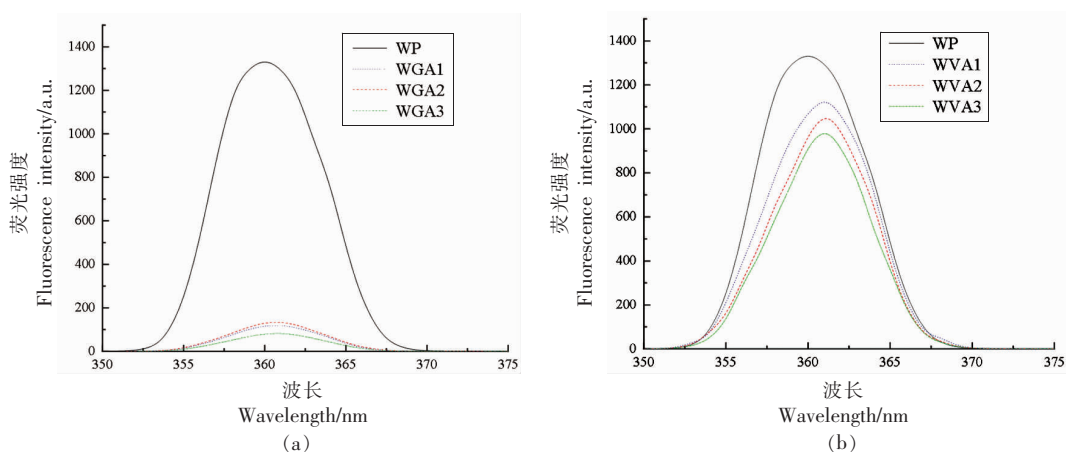 荧光强度
Fluorescence intensity/a.u.
1400
1200
1000
800
600
400
200
0
350
355
360
365
370
375
WP
WGA1
WGA2
WGA3
波长
Wavelength/nm
(a)
荧光强度
Fluorescence intensity/a.u.
1400
1200
1000
800
600
400
200
0
350
355
360
365
370
375
WP
WVA1
WVA2
WVA3
波长
Wavelength/nm
(b)